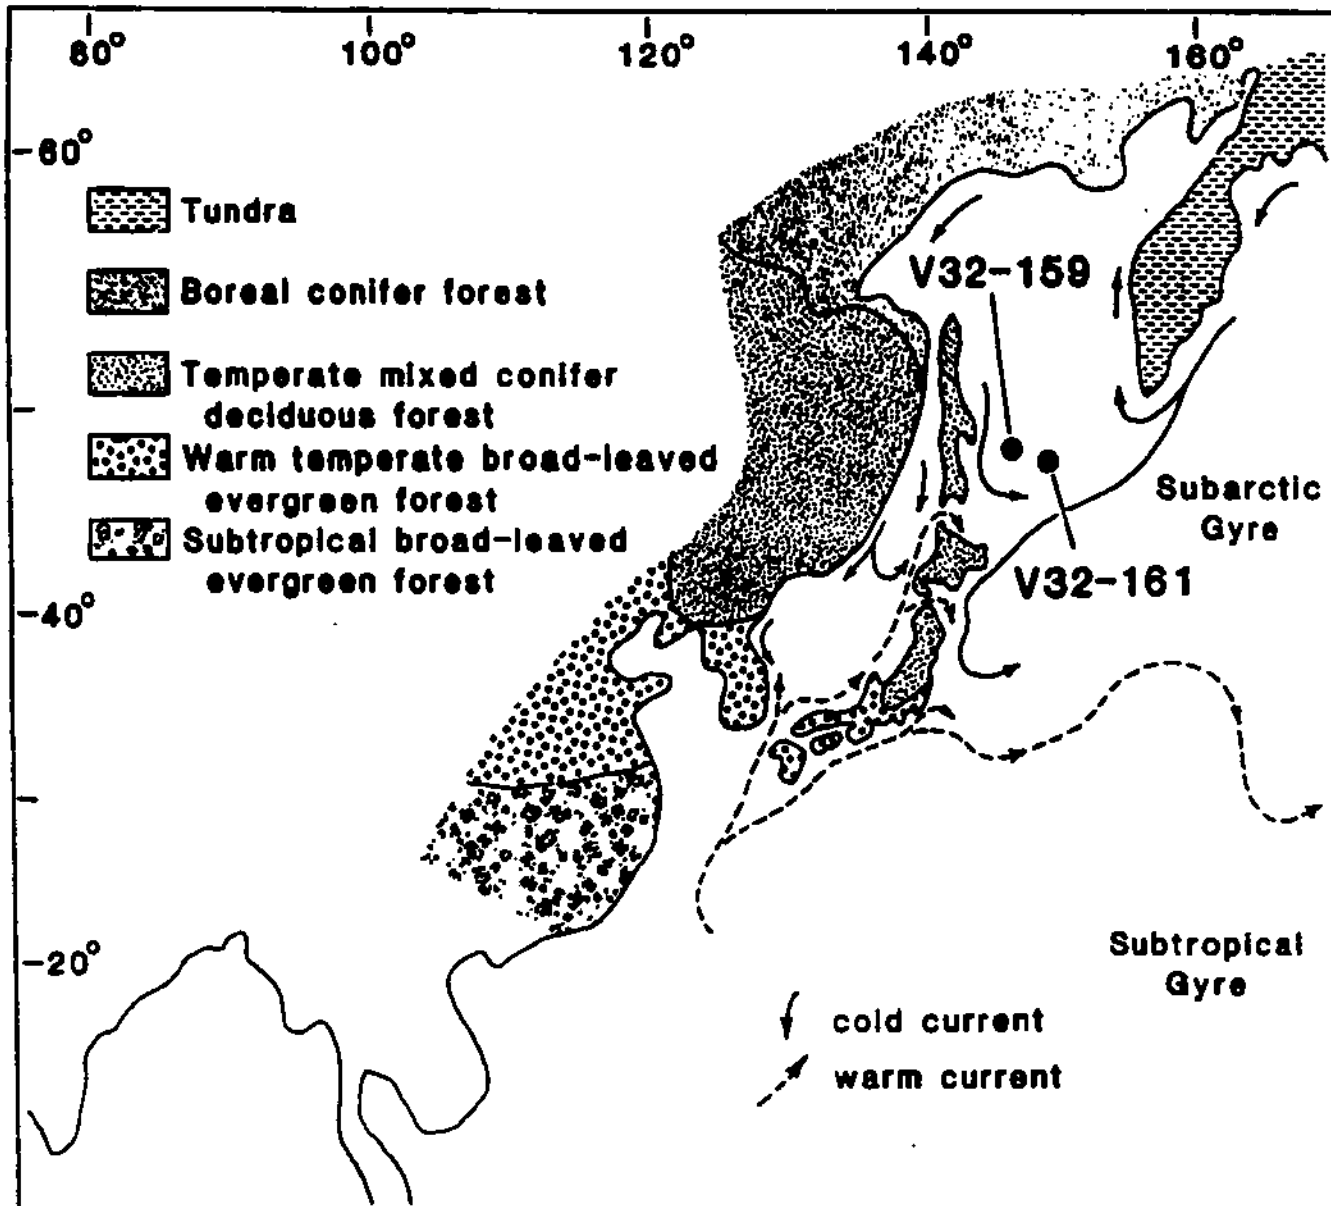 80° 100° 120° 140° 160°
60°
Tundra
V32-159
Boreal conifer forest
Temperate mixed conifer
deciduous forest
Warm temperate broad-leaved
evergreen forest
Subarctic
Gyre
Subtropical broad-leaved
evergreen forest
V32-161
40°
20°
Subtropical
Gyre
cold current
warm current